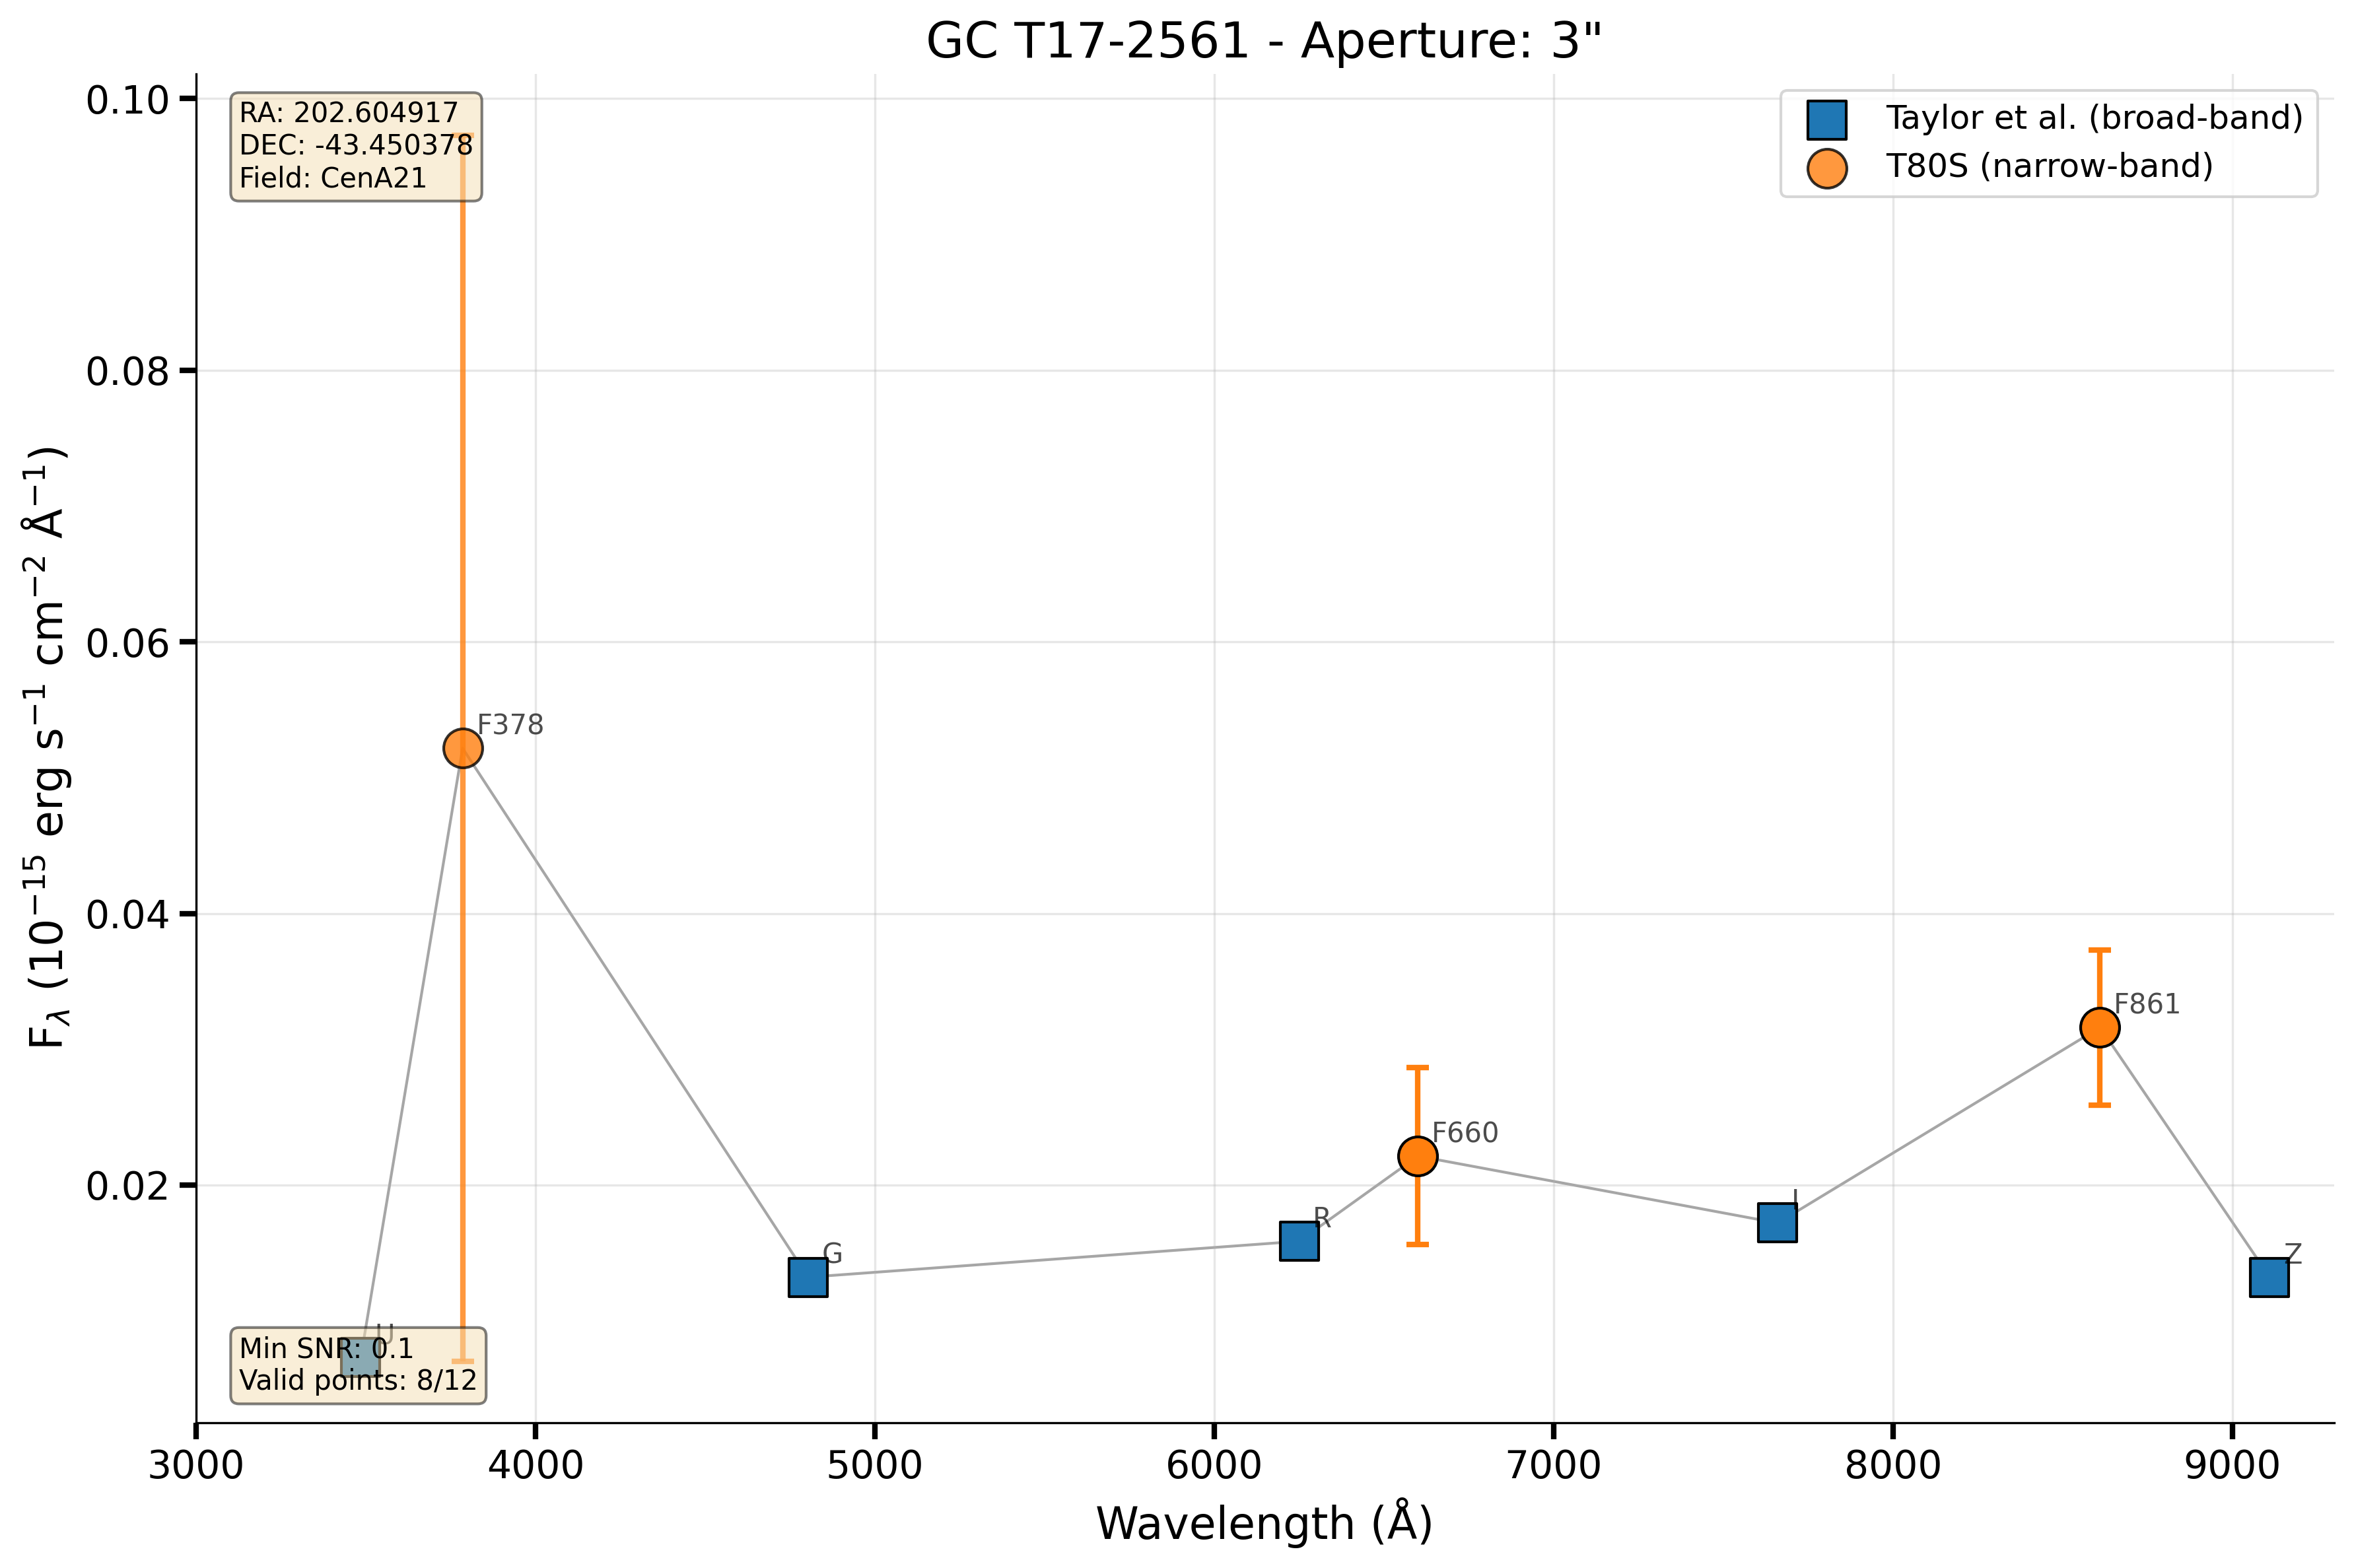 GC T17-2561 - Aperture: 3"
RA: 202.604917
DEC: -43.450378
Field: CenA21
Taylor et al. (broad-band)
T80S (narrow-band)
0.10
0.08
0.06
0.04
0.02
F_λ (10⁻¹⁵ erg s⁻¹ cm⁻² Å⁻¹)
F378
F861
F660
I
R
G
Z
U
Min SNR: 0.1
Valid points: 8/12
3000 4000 5000 6000 7000 8000 9000
Wavelength (Å)